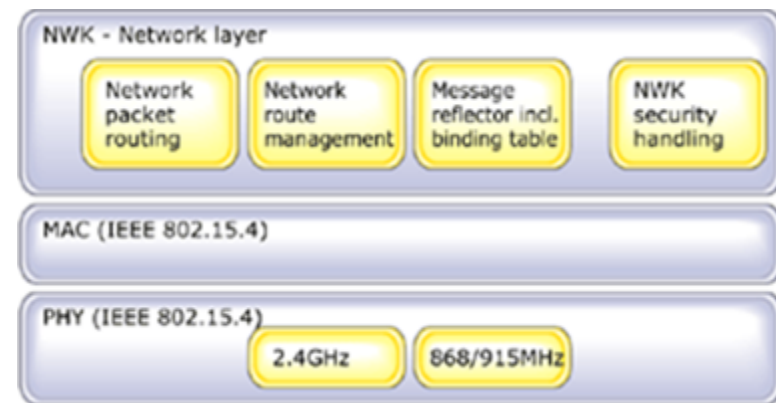 NWK - Network layer
Network
packet
routing
Network
route
management
Message
reflector incl.
binding table
NWK
security
handling
MAC (IEEE 802.15.4)
PHY (IEEE 802.15.4)
2.4GHz
868/915MHz